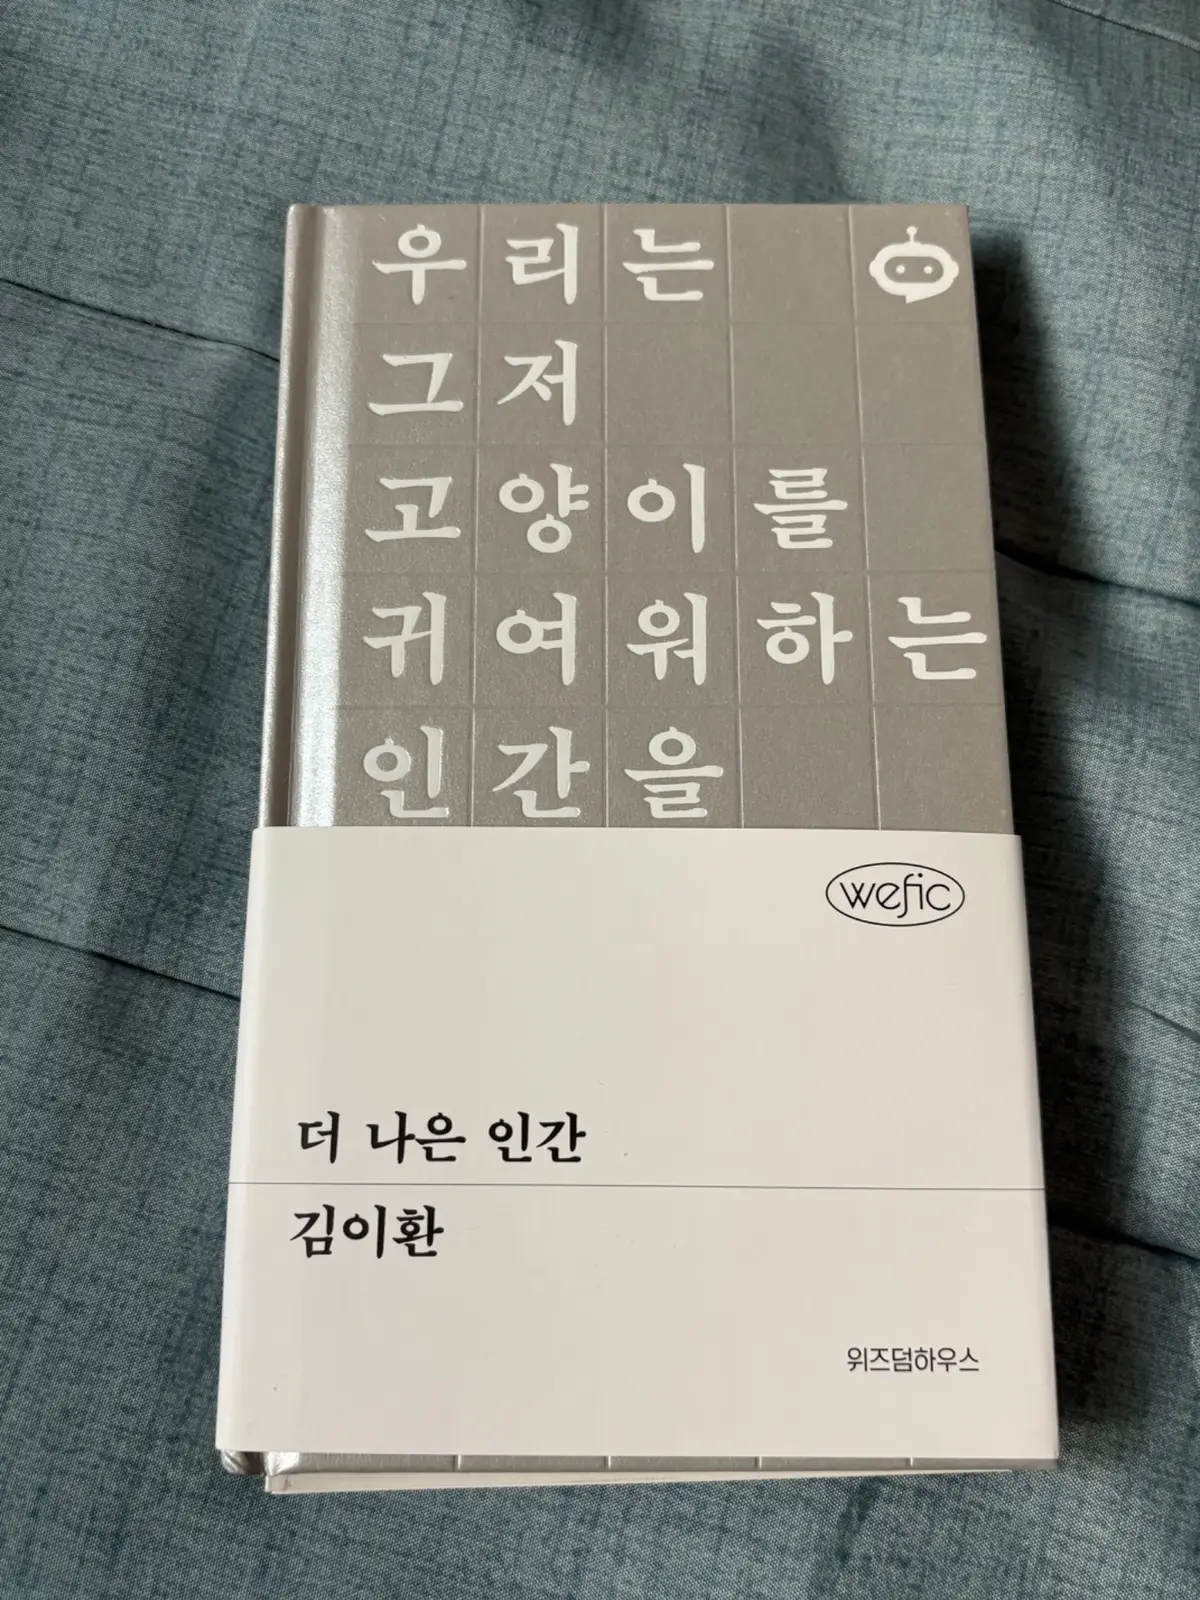 우리는
그저
고양이를
귀여워하는
인간을
wefic
더 나은 인간
김이환
위즈덤하우스